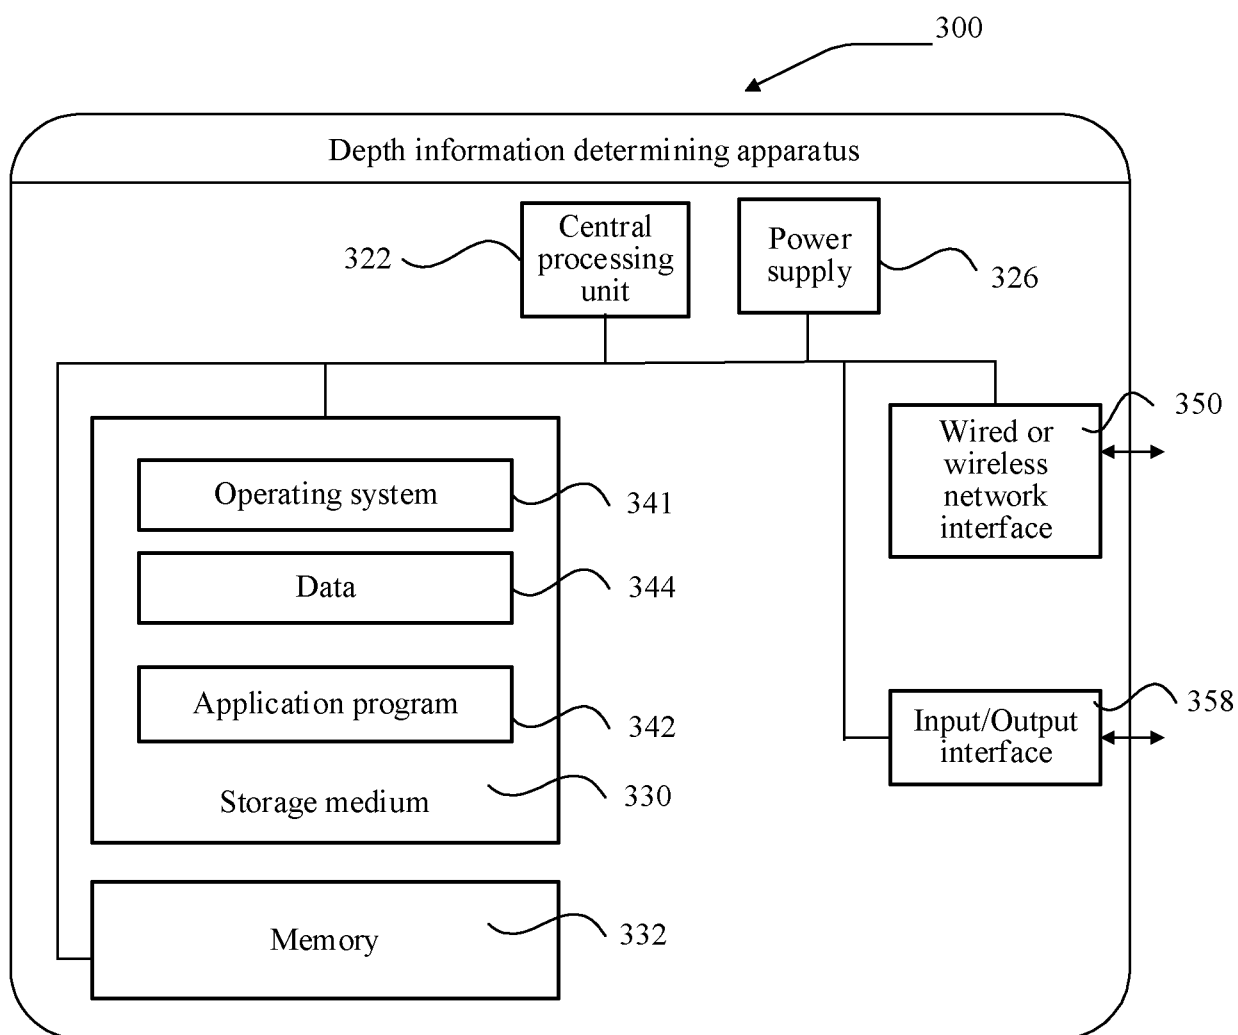 300
Depth information determining apparatus
322
Central
processing
unit
Power
supply
326
350
Wired or
wireless
network
interface
Operating system
341
Data
344
Application program
342
358
Input/Output
interface
Storage medium
330
Memory
332